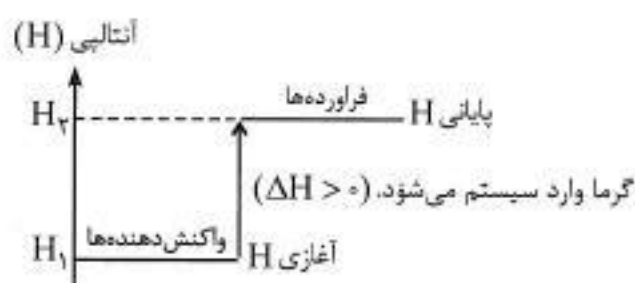 آنتالپی (H)
فراورده‌ها
H۲
H پایانی
گرما وارد سیستم می‌شود. (ΔH > ۰)
واکنش‌دهنده‌ها
H۱
H آغازی